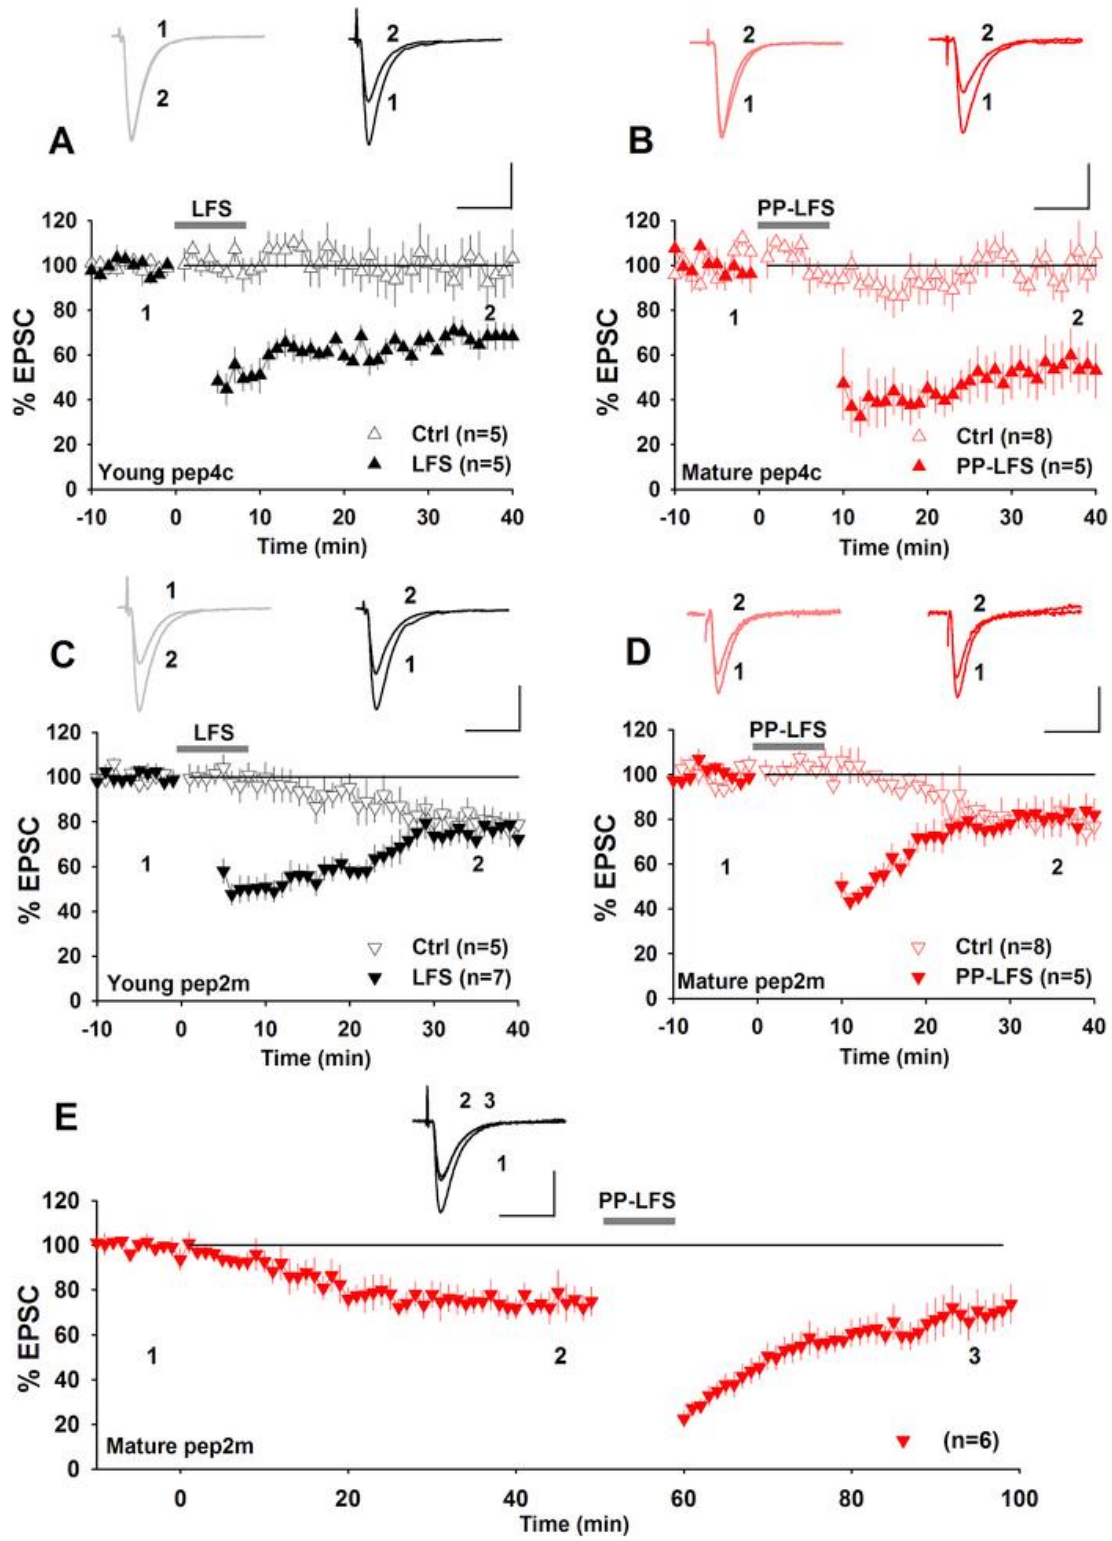 1
2
2
1
A
2
1
2
1
B
LFS
120
100
80
60
40
20
0
% EPSC
1
2
Ctrl (n=5)
LFS (n=5)
Young pep4c
-10 0 10 20 30 40
Time (min)
PP-LFS
120
100
80
60
40
20
0
% EPSC
1
2
Ctrl (n=8)
PP-LFS (n=5)
Mature pep4c
-10 0 10 20 30 40
Time (min)
1
2
2
1
C
2
1
2
1
D
LFS
120
100
80
60
40
20
0
% EPSC
1
2
Ctrl (n=5)
LFS (n=7)
Young pep2m
-10 0 10 20 30 40
Time (min)
PP-LFS
120
100
80
60
40
20
0
% EPSC
1
2
Ctrl (n=8)
PP-LFS (n=5)
Mature pep2m
-10 0 10 20 30 40
Time (min)
E
2 3
1
PP-LFS
120
100
80
60
40
20
0
% EPSC
1
2
3
Mature pep2m
(n=6)
0 20 40 60 80 100
Time (min)